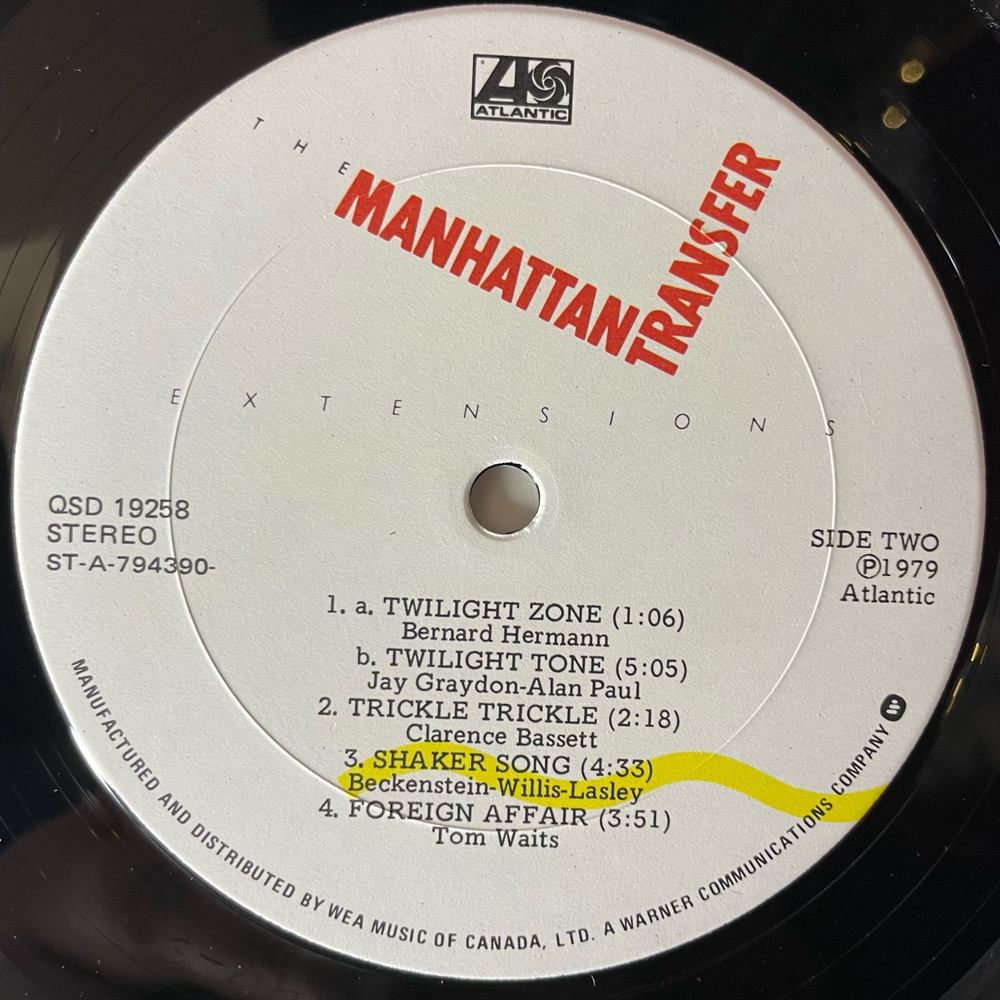 ATLANTIC
THE
MANHATTAN
TRANSFER
EXTENSIONS
QSD 19258
STEREO
ST-A-794390-
SIDE TWO
Ⓟ1979
Atlantic
1. a. TWILIGHT ZONE (1:06)
Bernard Hermann
b. TWILIGHT TONE (5:05)
Jay Graydon-Alan Paul
2. TRICKLE TRICKLE (2:18)
Clarence Bassett
3. SHAKER SONG (4:33)
Beckenstein-Willis-Lasley
4. FOREIGN AFFAIR (3:51)
Tom Waits
MANUFACTURED AND DISTRIBUTED BY WEA MUSIC OF CANADA, LTD. A WARNER COMMUNICATIONS COMPANY